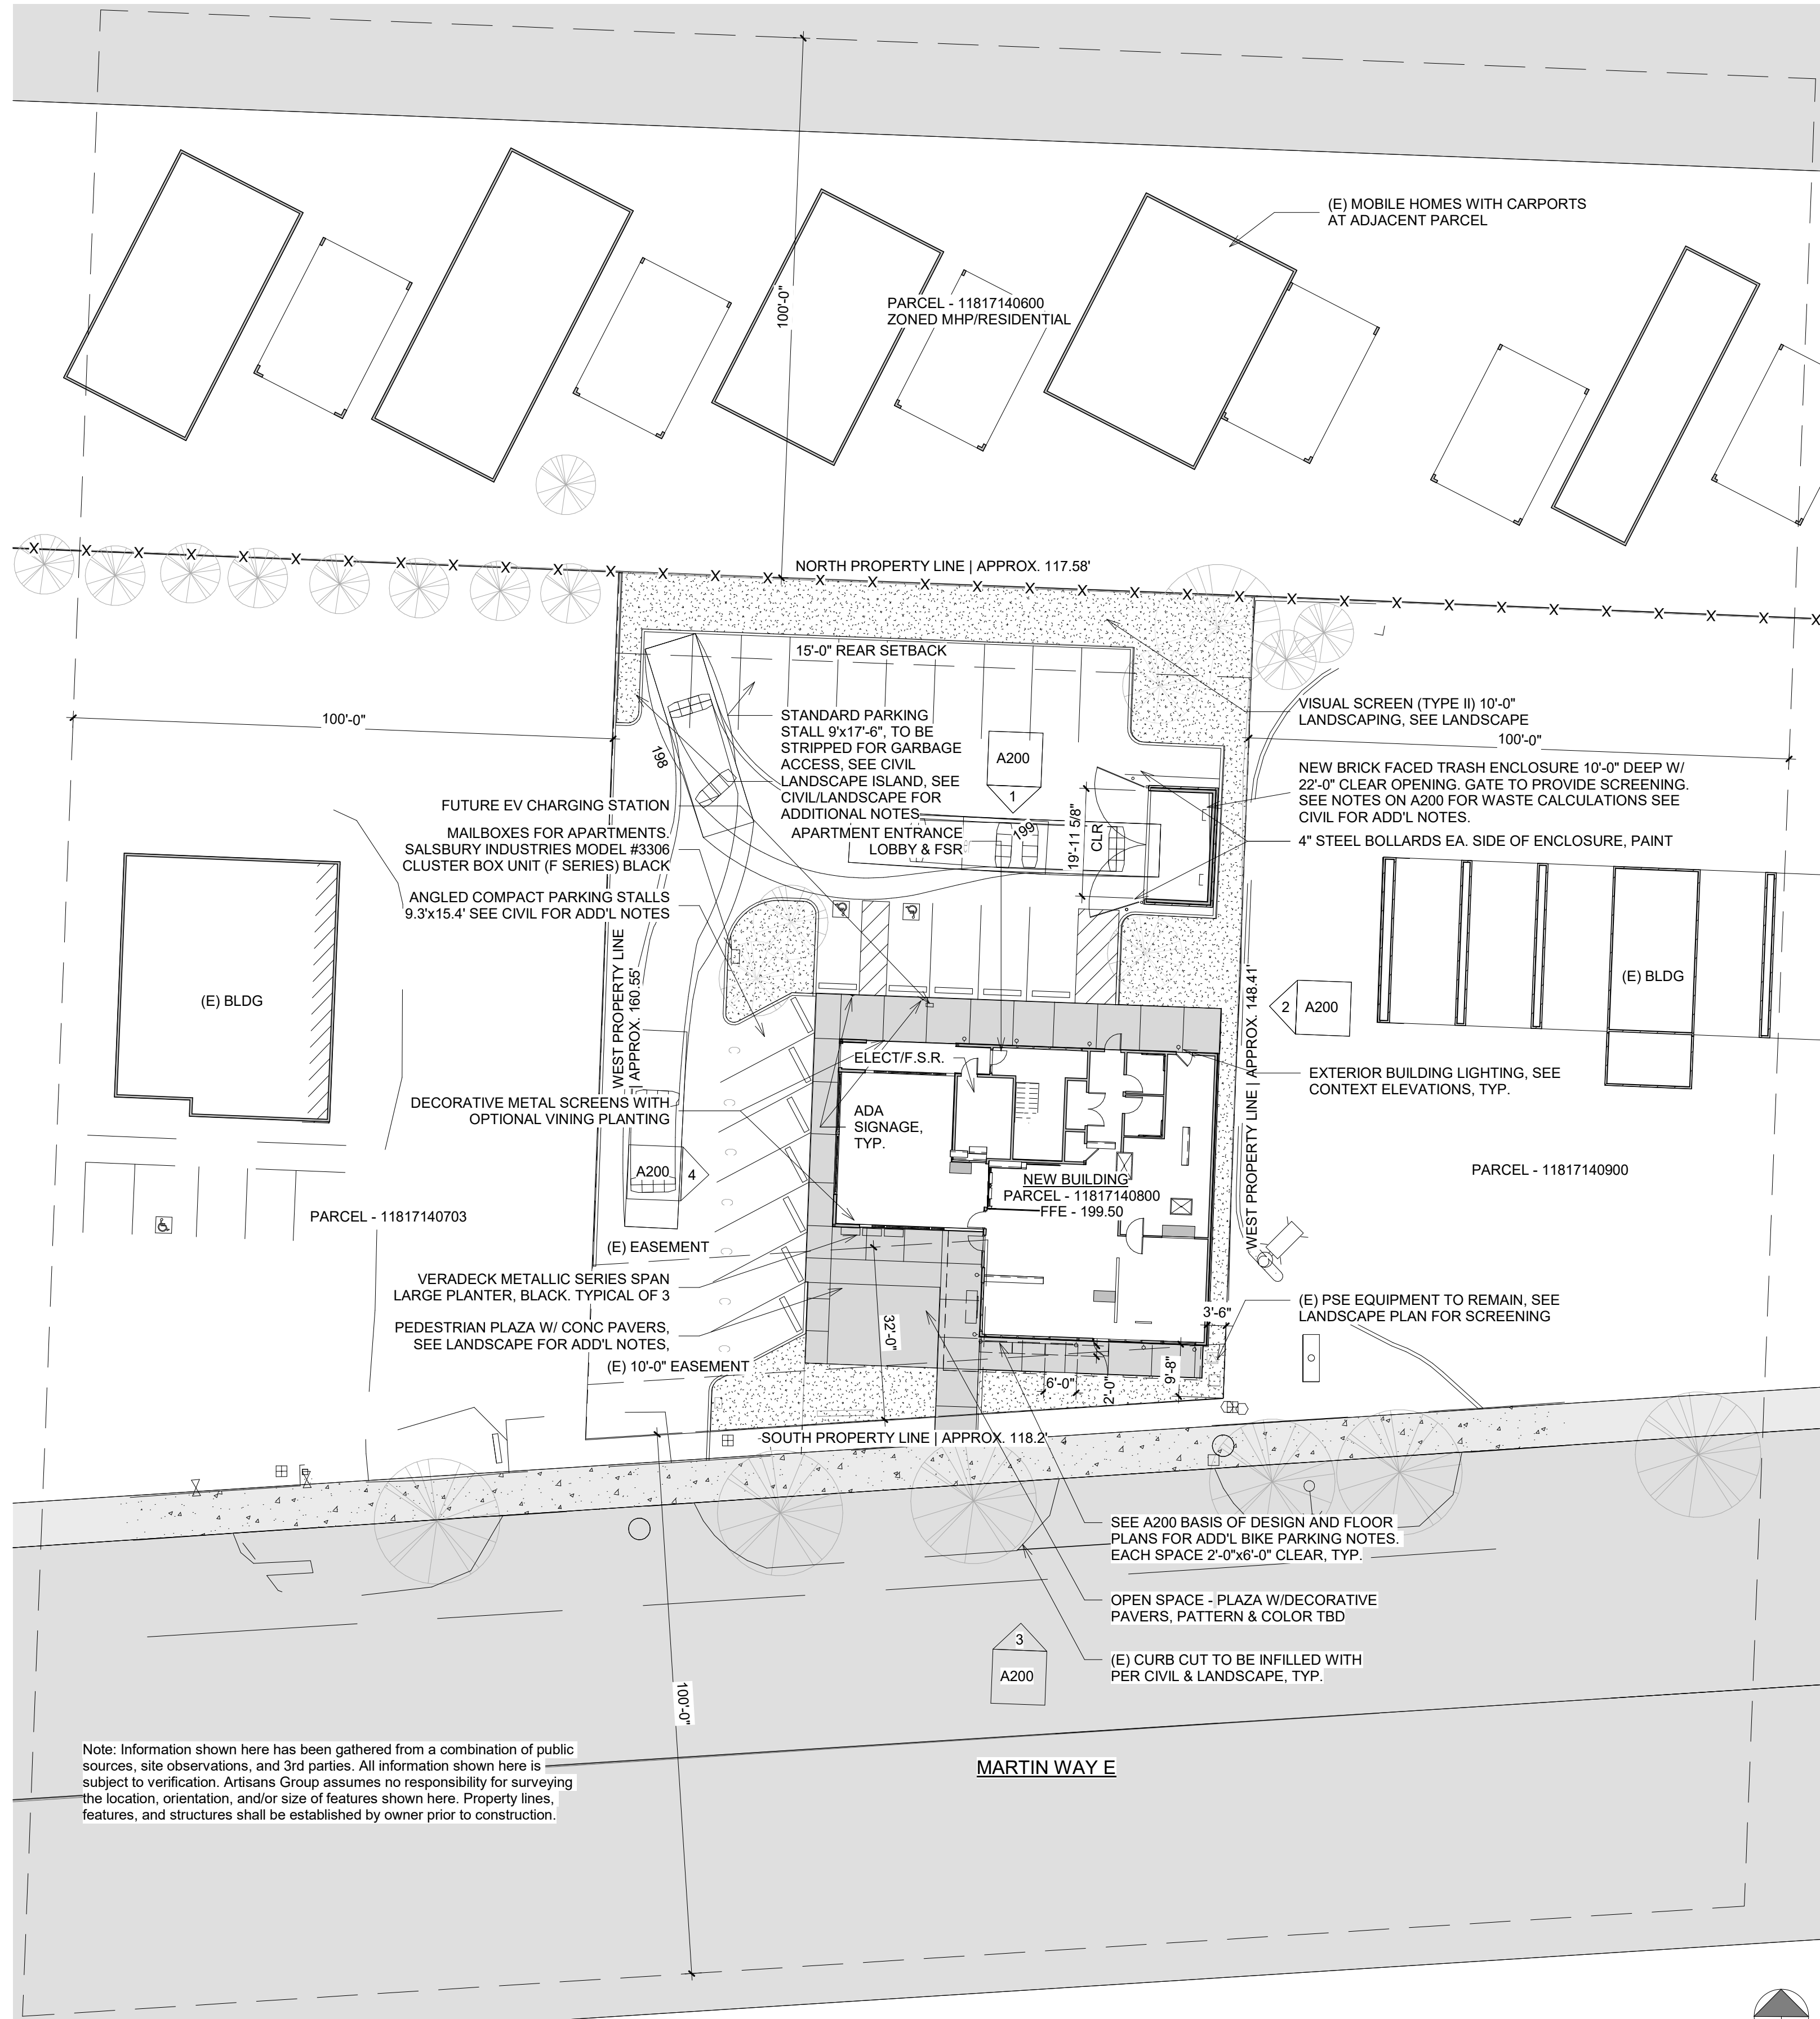 (E) MOBILE HOMES WITH CARPORTS
AT ADJACENT PARCEL
100'-0"
PARCEL - 11817140600
ZONED MHP/RESIDENTIAL
NORTH PROPERTY LINE | APPROX. 117.58'
15'-0" REAR SETBACK
100'-0"
198
STANDARD PARKING
STALL 9'x17'-6", TO BE
STRIPPED FOR GARBAGE
ACCESS, SEE CIVIL
LANDSCAPE ISLAND, SEE
CIVIL/LANDSCAPE FOR
ADDITIONAL NOTES
A200
1
VISUAL SCREEN (TYPE II) 10'-0"
LANDSCAPING, SEE LANDSCAPE
100'-0"
NEW BRICK FACED TRASH ENCLOSURE 10'-0" DEEP W/
22'-0" CLEAR OPENING. GATE TO PROVIDE SCREENING.
SEE NOTES ON A200 FOR WASTE CALCULATIONS SEE
CIVIL FOR ADD'L NOTES.
4" STEEL BOLLARDS EA. SIDE OF ENCLOSURE, PAINT
FUTURE EV CHARGING STATION
MAILBOXES FOR APARTMENTS.
SALSBURY INDUSTRIES MODEL #3306
CLUSTER BOX UNIT (F SERIES) BLACK
APARTMENT ENTRANCE
LOBBY & FSR
199
19'-11 5/8"
CLR
ANGLED COMPACT PARKING STALLS
9.3'x15.4' SEE CIVIL FOR ADD'L NOTES
WEST PROPERTY LINE
| APPROX. 160.55'
(E) BLDG
WEST PROPERTY LINE | APPROX. 148.41'
2
A200
(E) BLDG
ELECT/F.S.R.
EXTERIOR BUILDING LIGHTING, SEE
CONTEXT ELEVATIONS, TYP.
DECORATIVE METAL SCREENS WITH
OPTIONAL VINING PLANTING
ADA
SIGNAGE,
TYP.
A200
4
NEW BUILDING
PARCEL - 11817140800
FFE - 199.50
PARCEL - 11817140900
PARCEL - 11817140703
(E) EASEMENT
VERADECK METALLIC SERIES SPAN
LARGE PLANTER, BLACK. TYPICAL OF 3
PEDESTRIAN PLAZA W/ CONC PAVERS,
SEE LANDSCAPE FOR ADD'L NOTES,
(E) 10'-0" EASEMENT
32'-0"
3'-6"
(E) PSE EQUIPMENT TO REMAIN, SEE
LANDSCAPE PLAN FOR SCREENING
6'-0"
2'-0"
9'-8"
SOUTH PROPERTY LINE | APPROX. 118.2'
SEE A200 BASIS OF DESIGN AND FLOOR
PLANS FOR ADD'L BIKE PARKING NOTES.
EACH SPACE 2'-0"x6'-0" CLEAR, TYP.
OPEN SPACE - PLAZA W/DECORATIVE
PAVERS, PATTERN & COLOR TBD
(E) CURB CUT TO BE INFILLED WITH
PER CIVIL & LANDSCAPE, TYP.
3
A200
100'-0"
MARTIN WAY E
Note: Information shown here has been gathered from a combination of public
sources, site observations, and 3rd parties. All information shown here is
subject to verification. Artisans Group assumes no responsibility for surveying
the location, orientation, and/or size of features shown here. Property lines,
features, and structures shall be established by owner prior to construction.